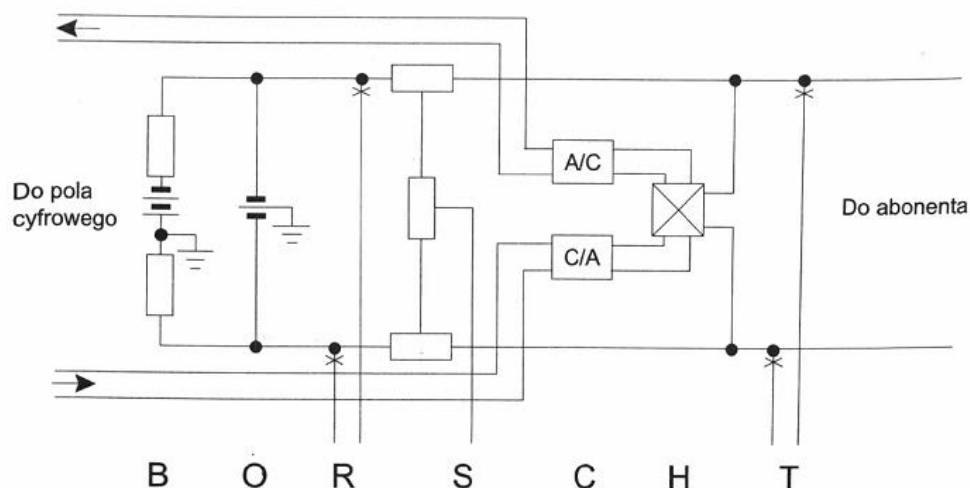 A/C
Do pola
cyfrowego
Do abonenta
C/A
B O R S C H T